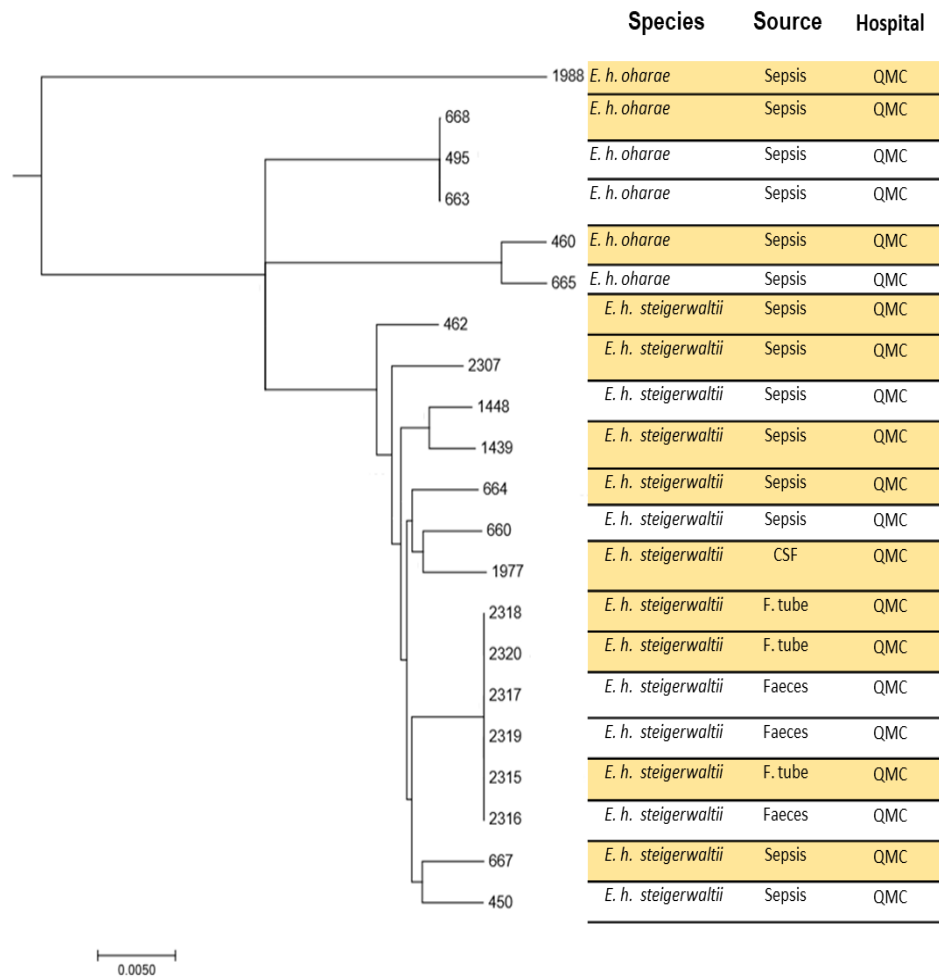 Species Source Hospital
1988 E. h. oharae Sepsis QMC
668 E. h. oharae Sepsis QMC
495 E. h. oharae Sepsis QMC
663 E. h. oharae Sepsis QMC
460 E. h. oharae Sepsis QMC
665 E. h. oharae Sepsis QMC
462 E. h. steigerwaltii Sepsis QMC
2307 E. h. steigerwaltii Sepsis QMC
1448 E. h. steigerwaltii Sepsis QMC
1439 E. h. steigerwaltii Sepsis QMC
664 E. h. steigerwaltii Sepsis QMC
660 E. h. steigerwaltii Sepsis QMC
1977 E. h. steigerwaltii CSF QMC
2318 E. h. steigerwaltii F. tube QMC
2320 E. h. steigerwaltii F. tube QMC
2317 E. h. steigerwaltii Faeces QMC
2319 E. h. steigerwaltii Faeces QMC
2315 E. h. steigerwaltii F. tube QMC
2316 E. h. steigerwaltii Faeces QMC
667 E. h. steigerwaltii Sepsis QMC
450 E. h. steigerwaltii Sepsis QMC
0.0050